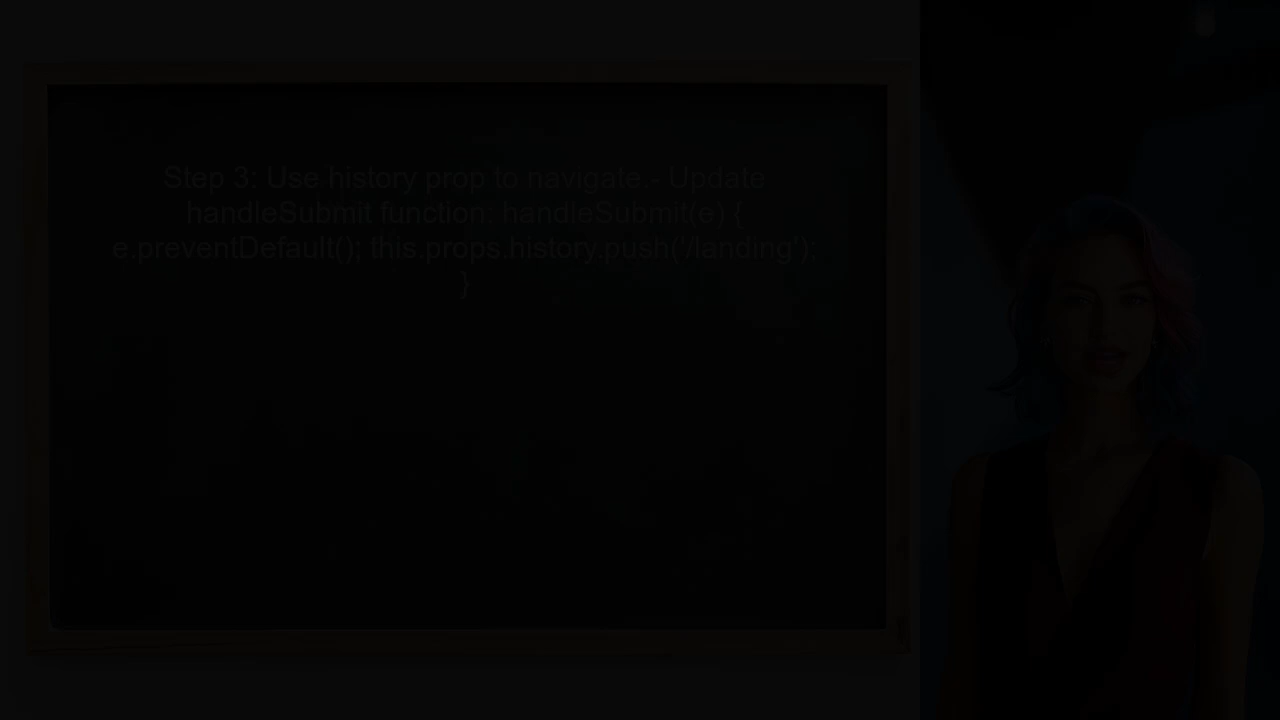 Step 3: Use history prop to navigate.- Update
handleSubmit function: handleSubmit(e) {
e.preventDefault(); this.props.history.push('/landing');
}